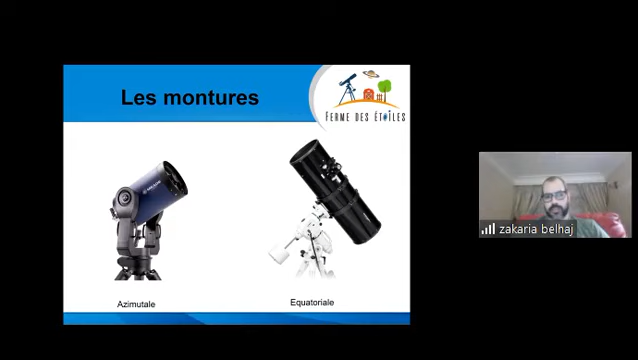 Les montures
FERME DES ÉTOILES
Azimutale
Equatoriale
zakaria belhaj